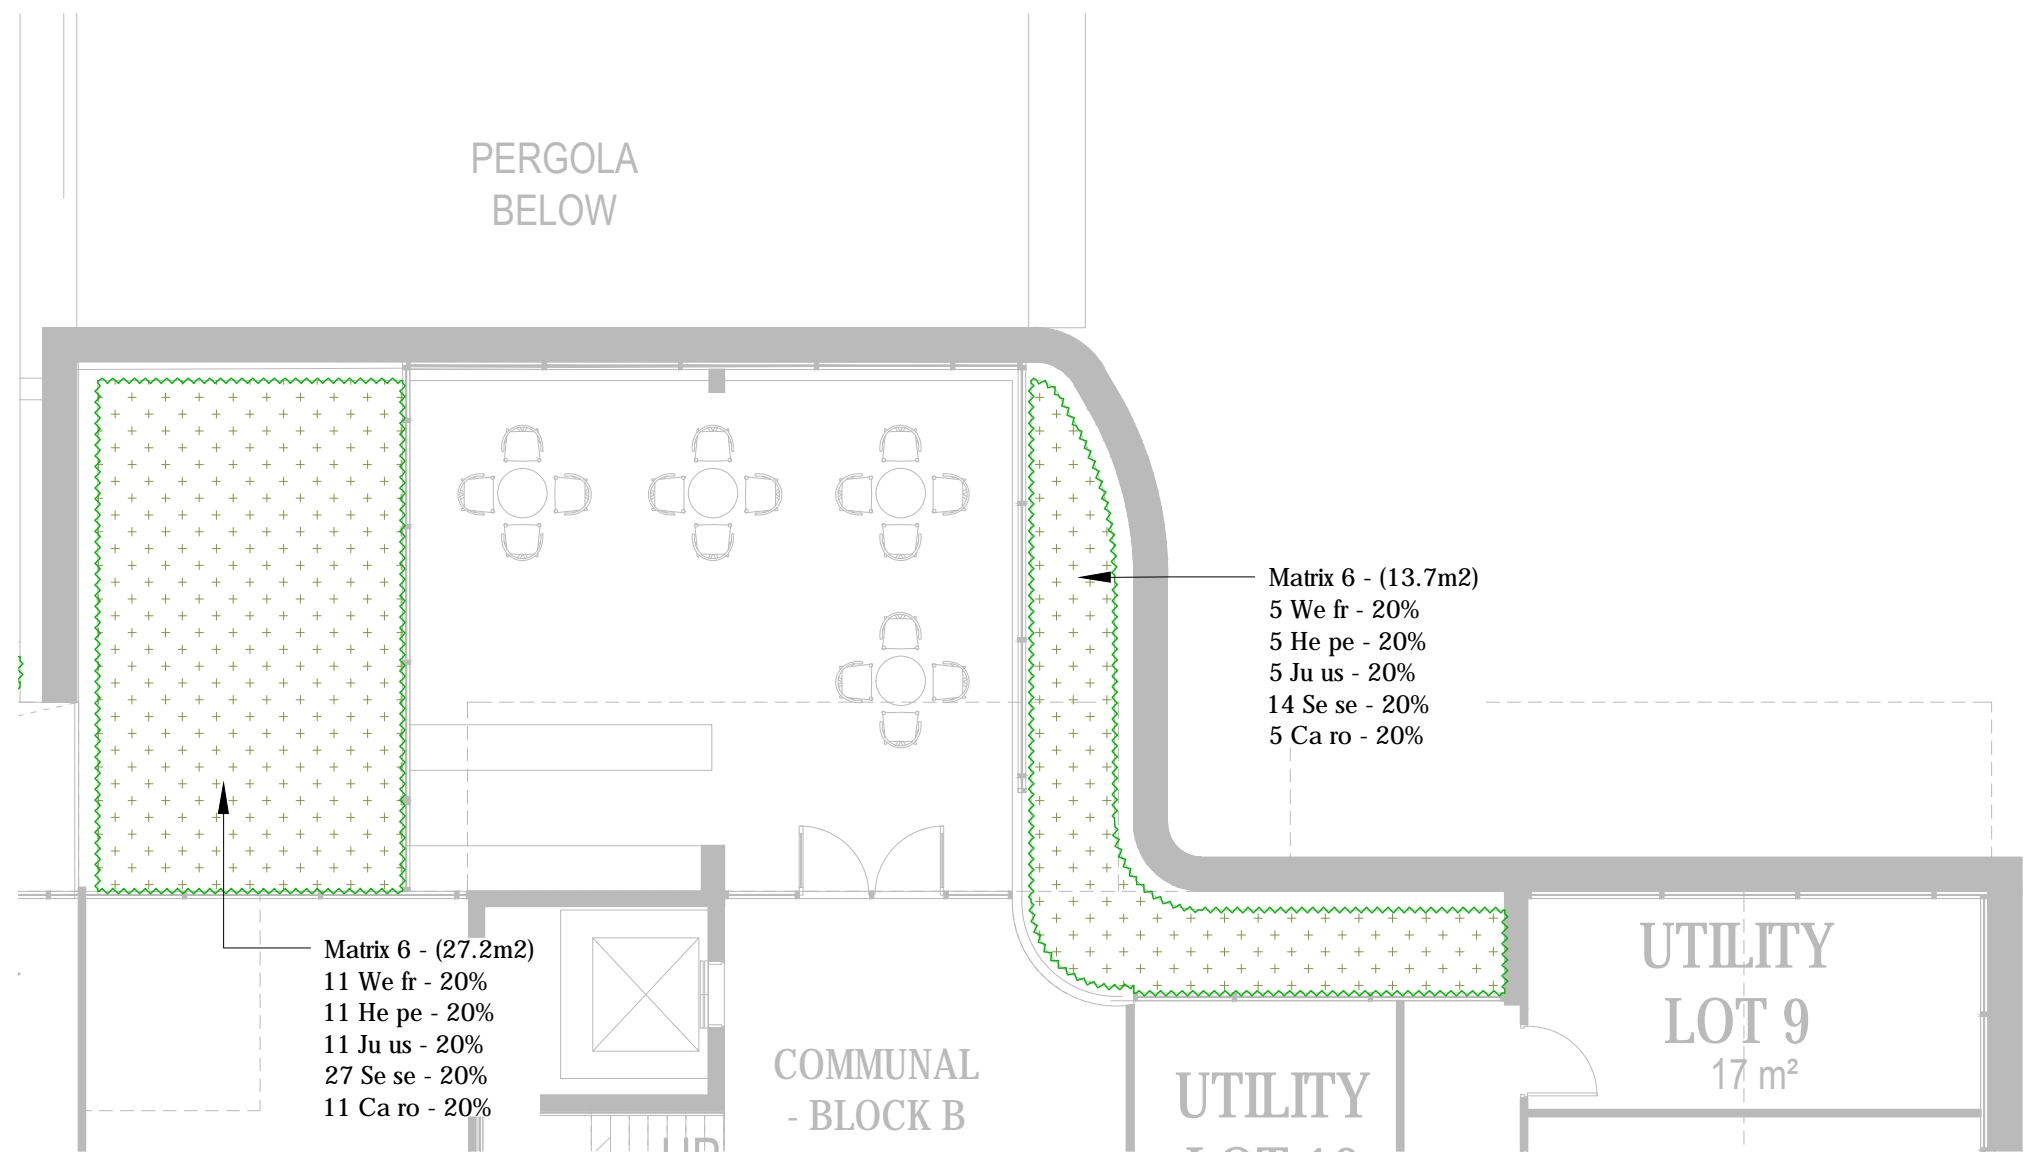 PERGOLA
BELOW
Matrix 6 - (13.7m2)
5 We fr - 20%
5 He pe - 20%
5 Ju us - 20%
14 Se se - 20%
5 Ca ro - 20%
Matrix 6 - (27.2m2)
11 We fr - 20%
11 He pe - 20%
11 Ju us - 20%
27 Se se - 20%
11 Ca ro - 20%
COMMUNAL
- BLOCK B
UP
UTILITY
LOT 10
UTILITY
LOT 9
17 m²